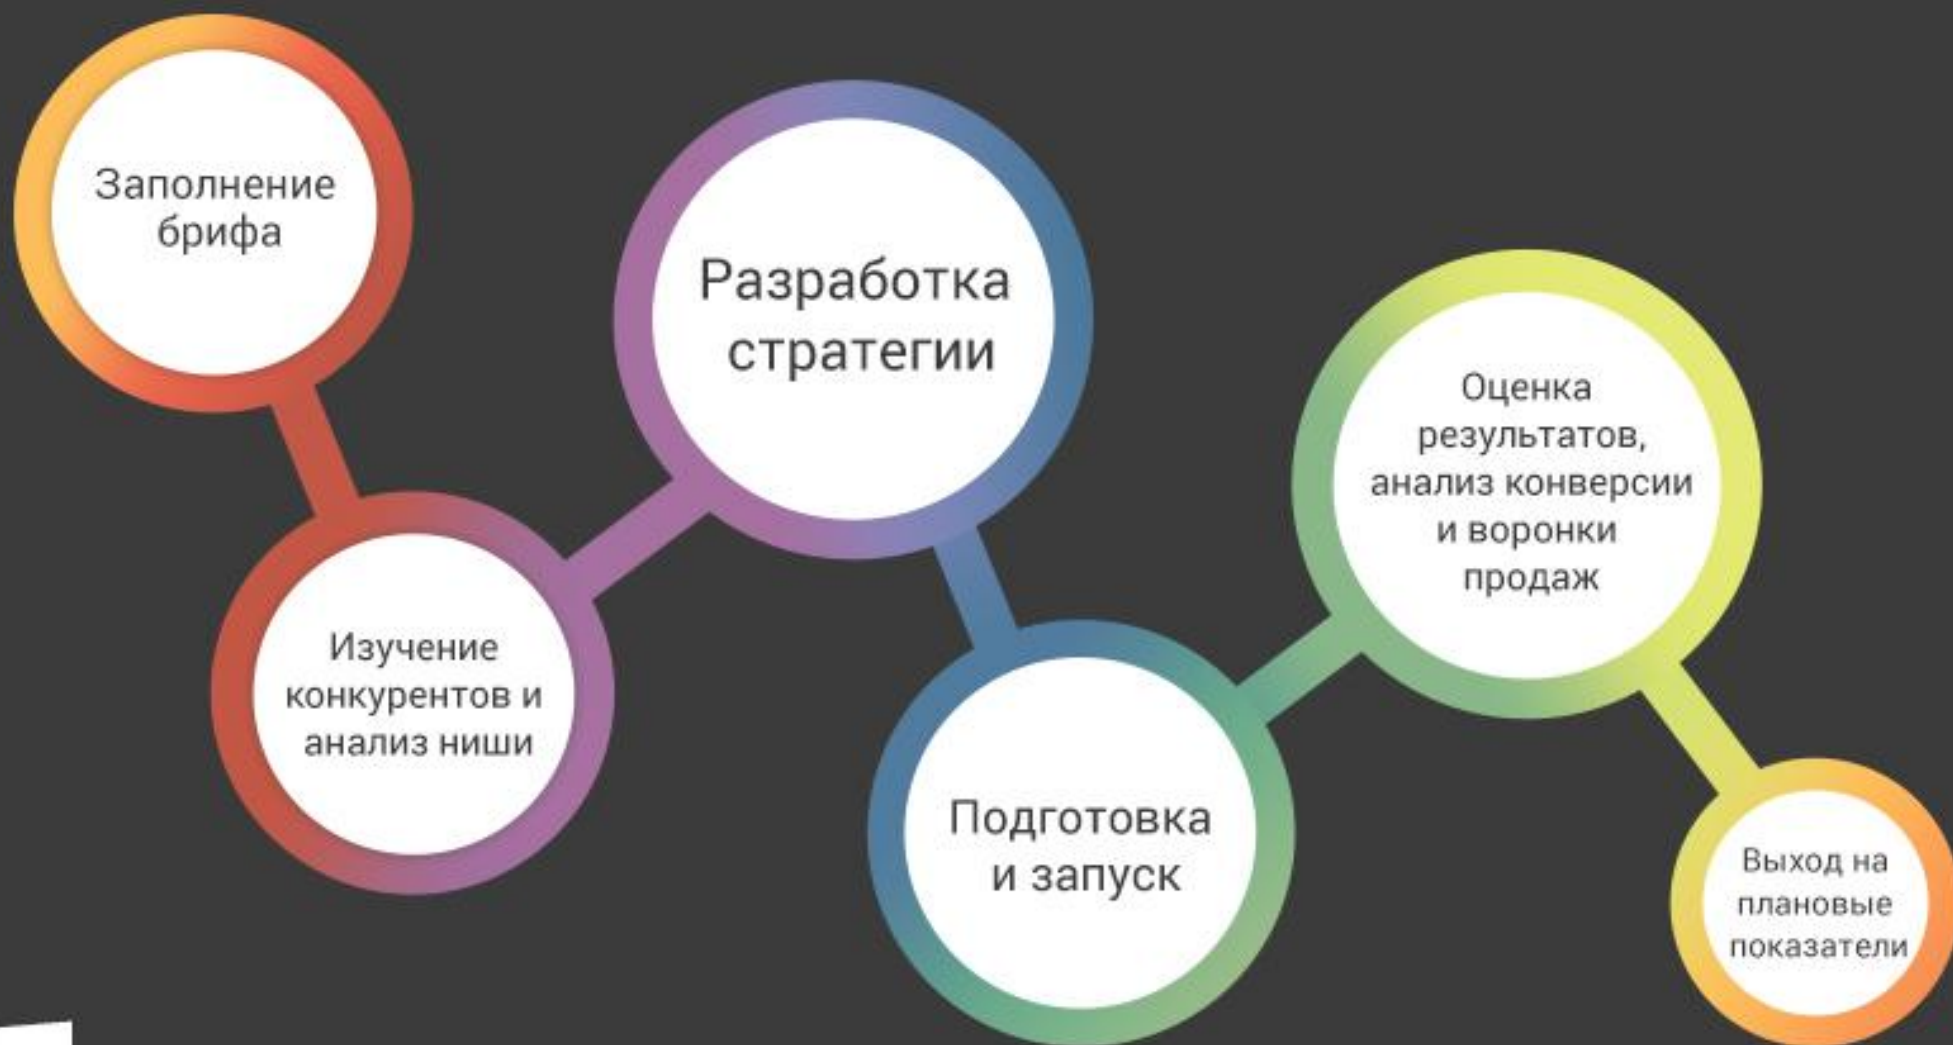 Заполнение
брифа
Изучение
конкурентов и
анализ ниши
Разработка
стратегии
Подготовка
и запуск
Оценка
результатов,
анализ конверсии
и воронки
продаж
Выход на
плановые
показатели